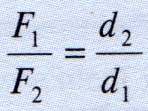 F₁/F₂ = d₂/d₁